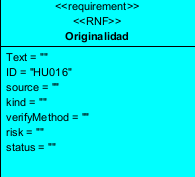 <<requirement>>
<<RNF>>
Originalidad
Text = ""
ID = "HU016"
source = ""
kind = ""
verifyMethod = ""
risk = ""
status = ""